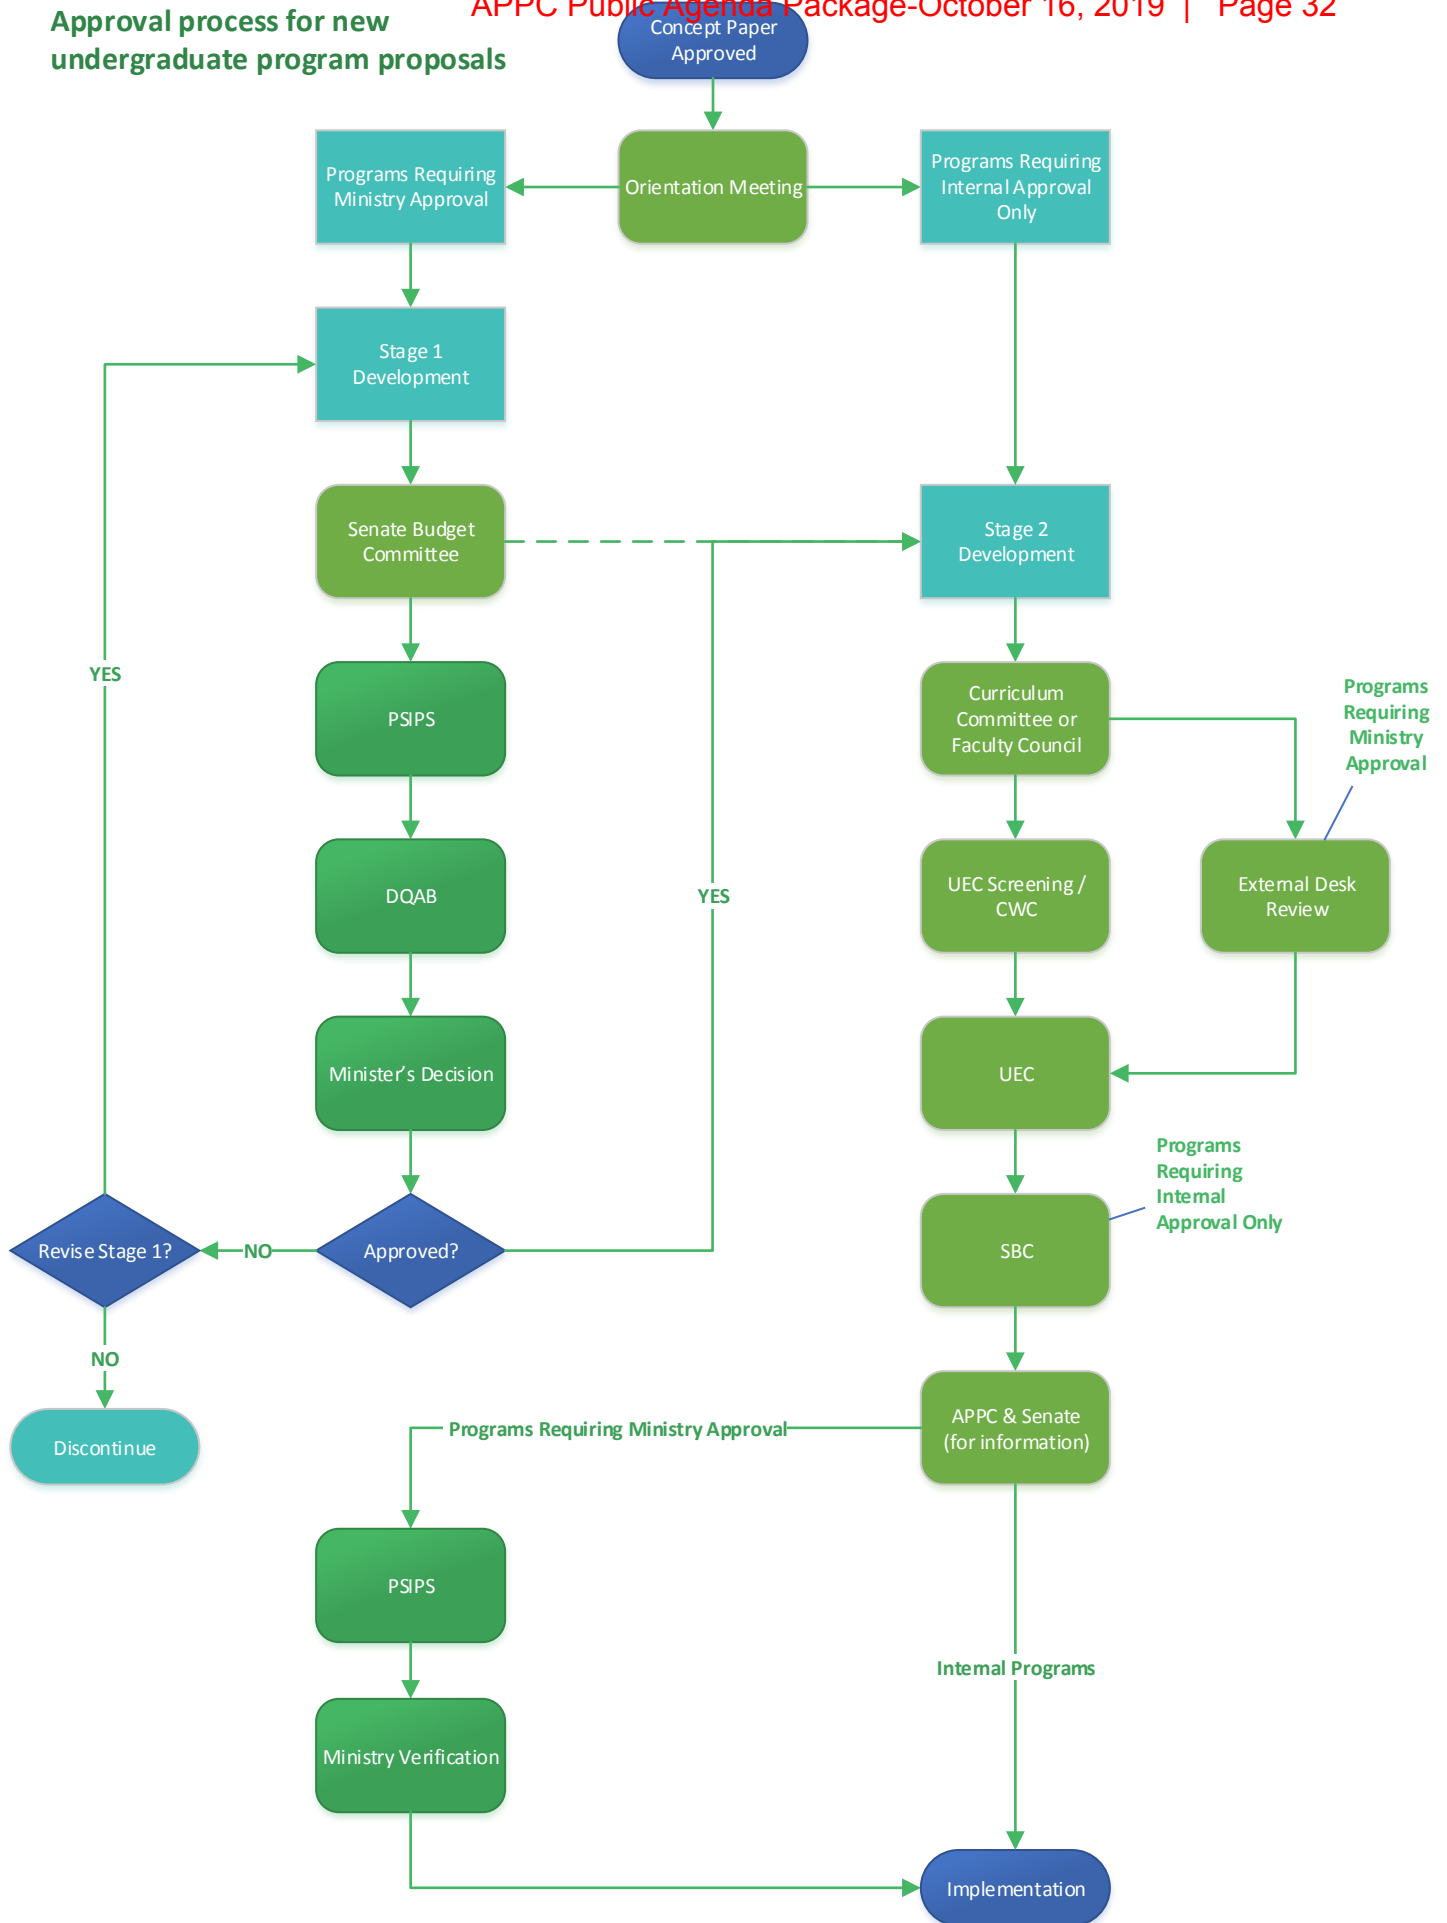 APPC Public Agenda Package-October 16, 2019 | Page 32
Approval process for new
undergraduate program proposals
Concept Paper
Approved
Programs Requiring
Ministry Approval
Orientation Meeting
Programs Requiring
Internal Approval
Only
Stage 1
Development
Senate Budget
Committee
Stage 2
Development
YES
PSIPS
Curriculum
Committee or
Faculty Council
Programs
Requiring
Ministry
Approval
DQAB
YES
UEC Screening /
CWC
External Desk
Review
Minister's Decision
UEC
Programs
Requiring
Internal
Approval Only
Revise Stage 1?
NO
Approved?
SBC
NO
Discontinue
Programs Requiring Ministry Approval
APPC & Senate
(for information)
PSIPS
Internal Programs
Ministry Verification
Implementation